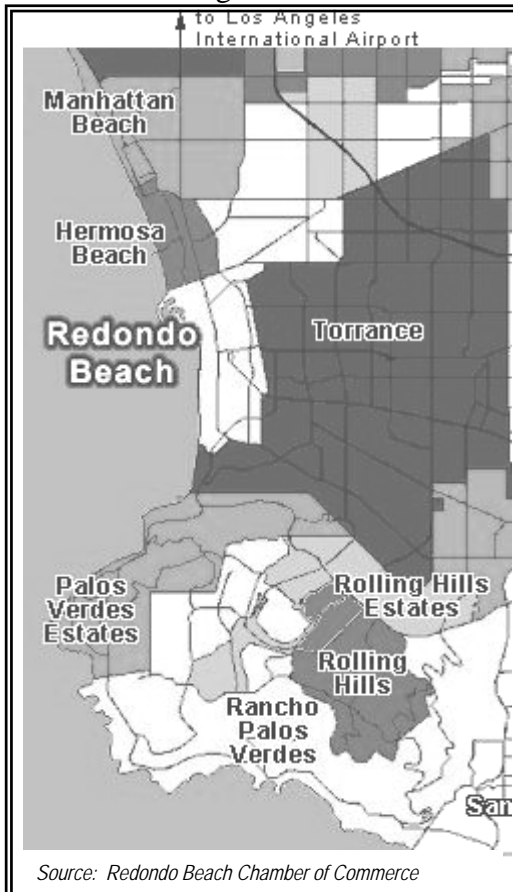 to Los Angeles
International Airport
Manhattan
Beach
Hermosa
Beach
Redondo
Beach
Torrance
Palos
Verdes
Estates
Rolling Hills
Estates
Rolling
Hills
Rancho
Palos
Verdes
San
Source: Redondo Beach Chamber of Commerce